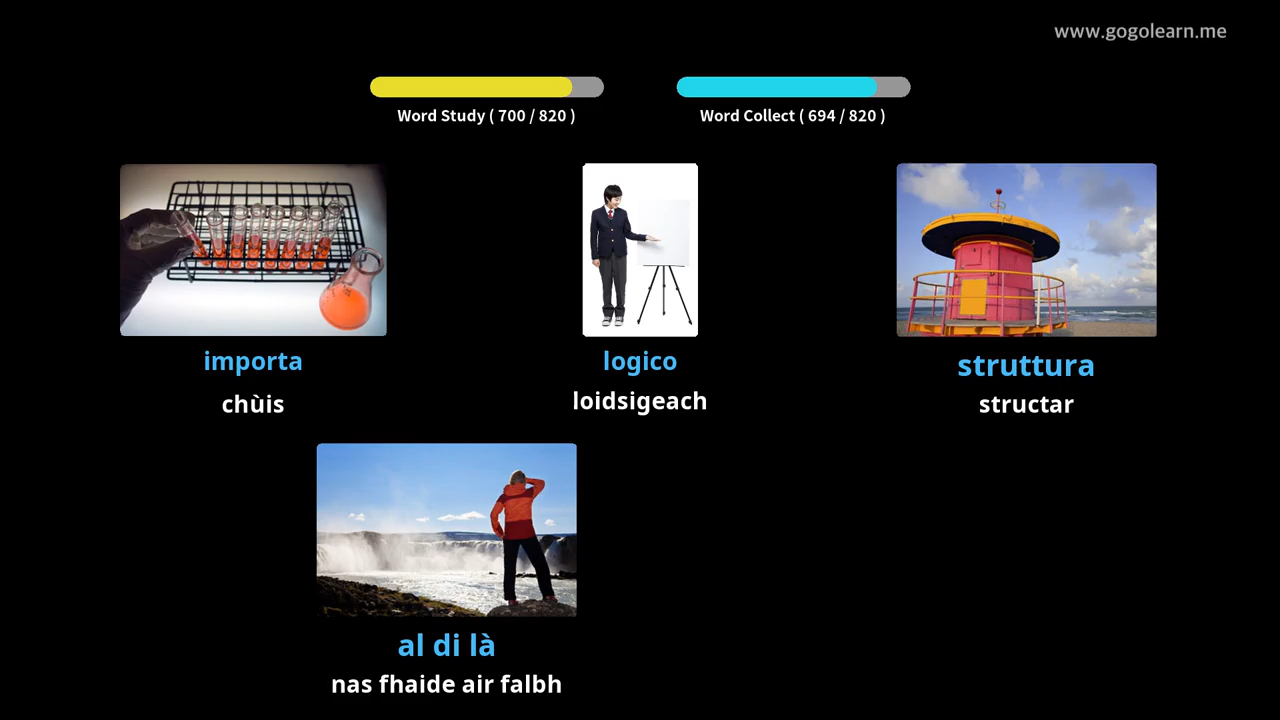 www.gogolearn.me
Word Study ( 700 / 820 )
Word Collect ( 694 / 820 )
importa
chùis
logico
loidsigeach
struttura
structar
al di là
nas fhaide air falbh